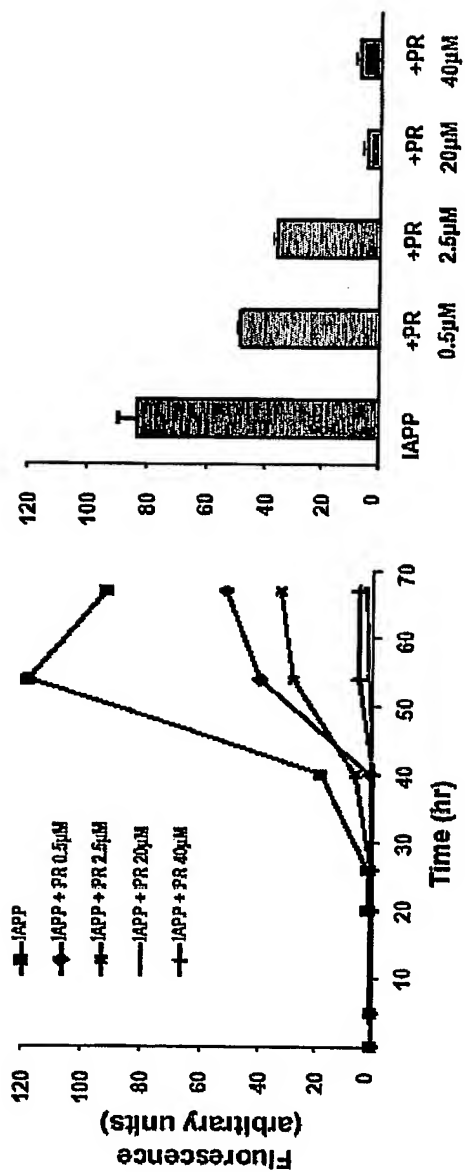 Fluorescence
(arbitrary units)
120
100
80
60
40
20
0
IAPP
IAPP + PR 0.5µM
IAPP + PR 2.5µM
IAPP + PR 20µM
IAPP + PR 40µM
10
20
30
40
50
60
70
Time (hr)
120
100
80
60
40
20
0
IAPP
+PR
0.5µM
+PR
2.5µM
+PR
20µM
+PR
40µM